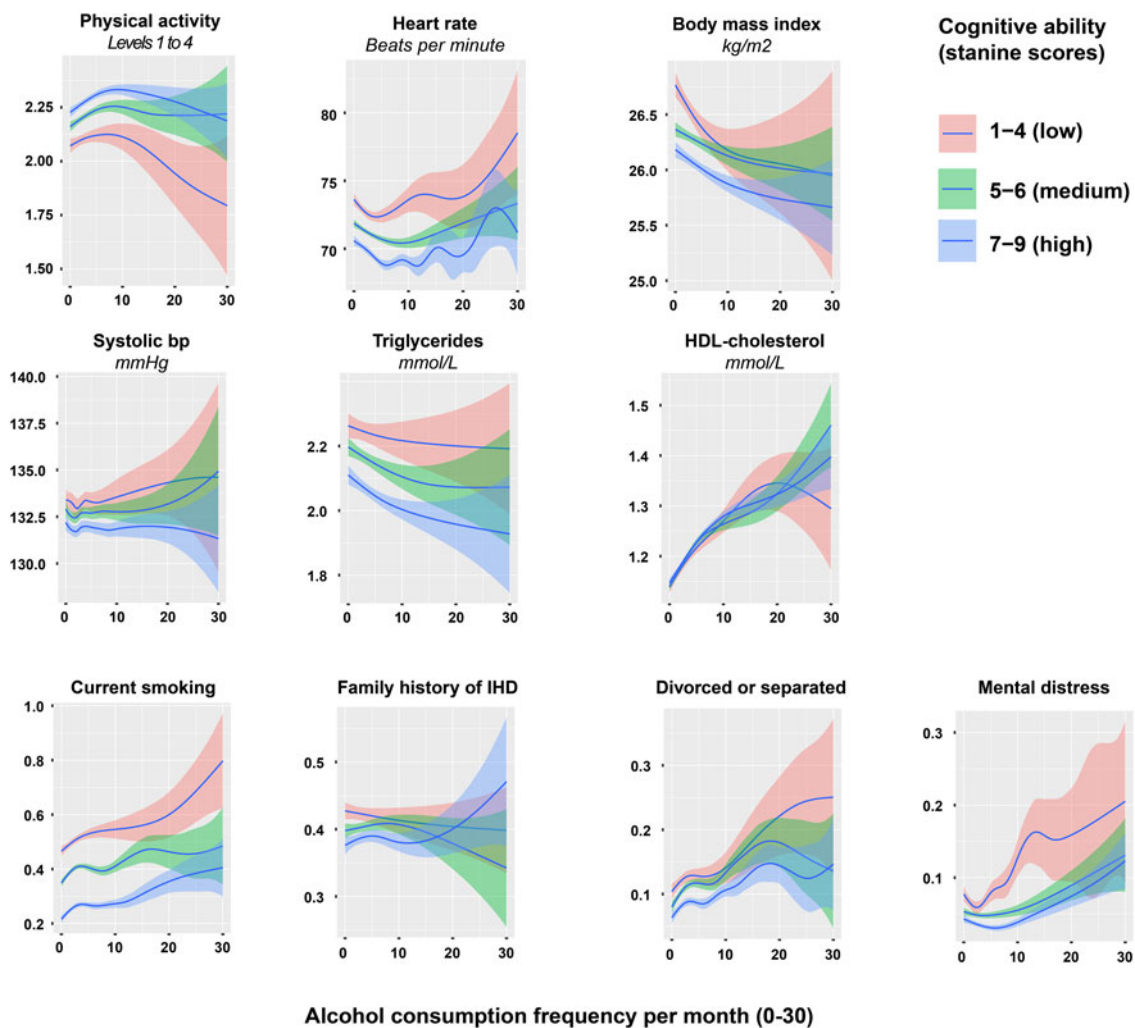 Physical activity
Levels 1 to 4
2.25
2.00
1.75
1.50
0 10 20 30
Heart rate
Beats per minute
80
75
70
0 10 20 30
Body mass index
kg/m2
26.5
26.0
25.5
25.0
0 10 20 30
Cognitive ability
(stanine scores)
1−4 (low)
5−6 (medium)
7−9 (high)
Systolic bp
mmHg
140.0
137.5
135.0
132.5
130.0
0 10 20 30
Triglycerides
mmol/L
2.2
2.0
1.8
0 10 20 30
HDL-cholesterol
mmol/L
1.5
1.4
1.3
1.2
0 10 20 30
Current smoking
1.0
0.8
0.6
0.4
0.2
0 10 20 30
Family history of IHD
0.5
0.4
0.3
0 10 20 30
Divorced or separated
0.3
0.2
0.1
0 10 20 30
Mental distress
0.3
0.2
0.1
0 10 20 30
Alcohol consumption frequency per month (0-30)